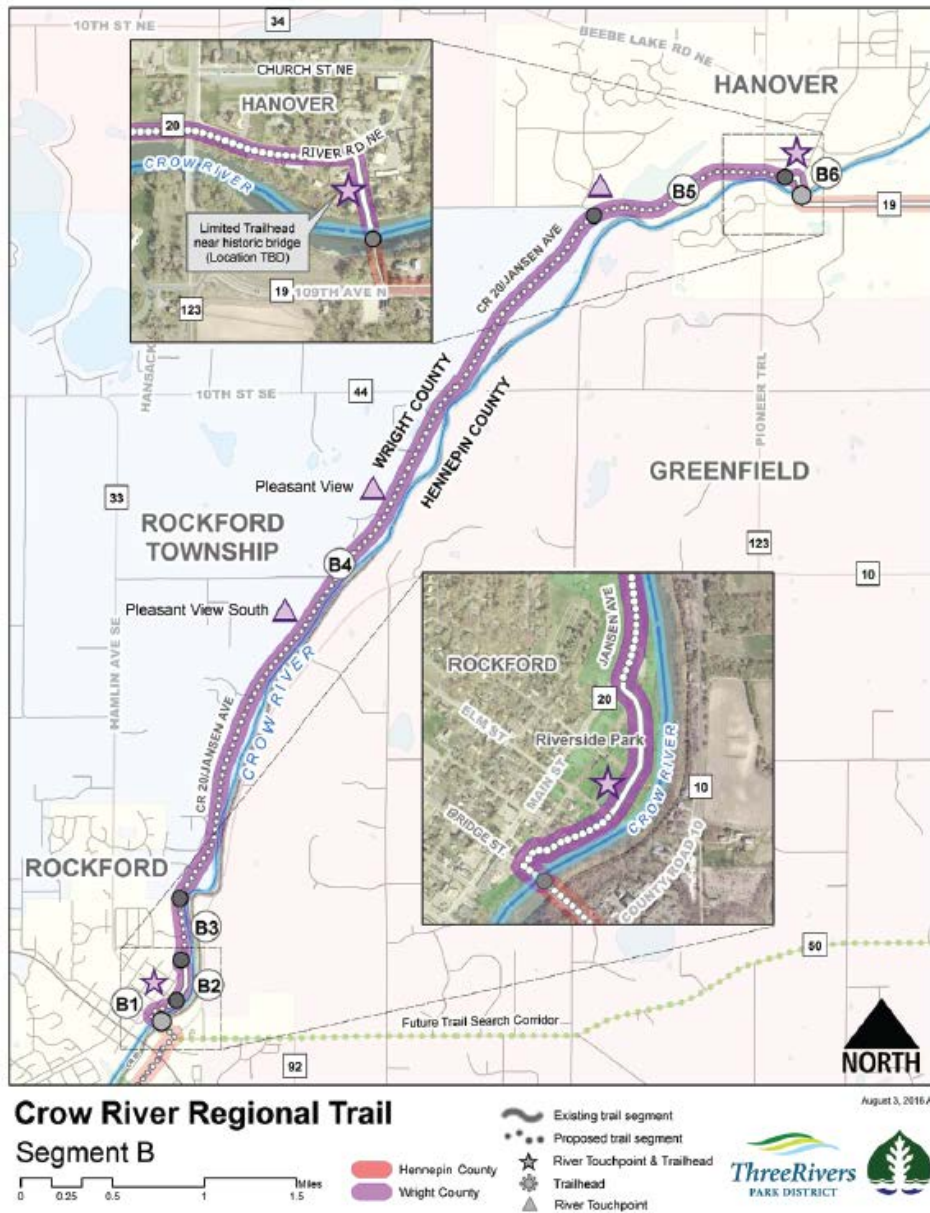 10TH ST NE
34
BEEBE LAKE RD NE
HANOVER
CHURCH ST NE
HANOVER
20
RIVER RD NE
CROW RIVER
Limited Trailhead
near historic bridge
(Location TBD)
19
109TH AVE N
123
B5
B6
19
CR 20/JANSEN AVE
HANSACK
10TH ST SE
44
WRIGHT COUNTY
HENNEPIN COUNTY
PIONEER TRL
GREENFIELD
Pleasant View
33
ROCKFORD
TOWNSHIP
B4
123
10
Pleasant View South
HAMLIN AVE SE
CROW RIVER
CR 20/JANSEN AVE
JANSEN AVE
ROCKFORD
20
ELM ST
Riverside Park
MAIN ST
CROW RIVER
10
BRIDGE ST.
COUNTY ROAD 10
ROCKFORD
B3
B2
B1
50
Future Trail Search Corridor
92
NORTH
Crow River Regional Trail
Segment B
0 0.25 0.5 1 1.5
Miles
Hennepin County
Wright County
Existing trail segment
Proposed trail segment
River Touchpoint & Trailhead
Trailhead
River Touchpoint
August 3, 2016 A
ThreeRivers
PARK DISTRICT